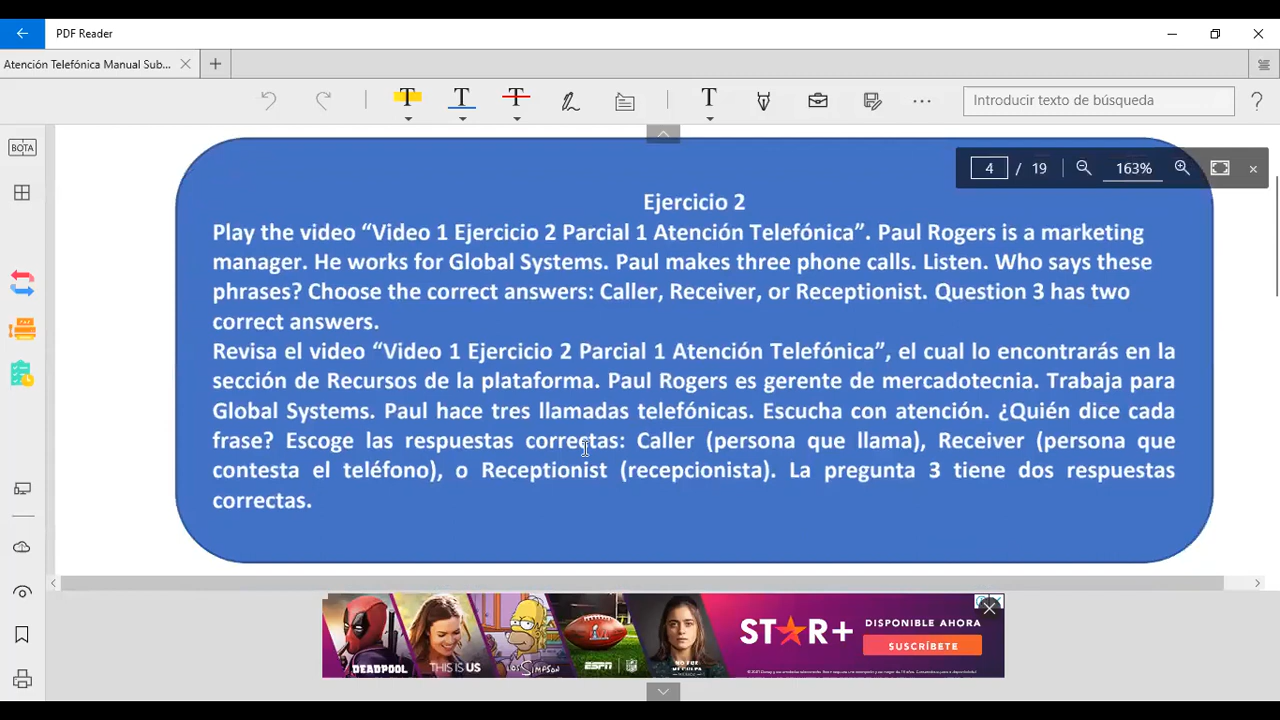 PDF Reader
Atención Telefónica Manual Sub...
T
T
T
T
Introducir texto de búsqueda
?
BOTA
4 / 19
163%
Ejercicio 2
Play the video “Video 1 Ejercicio 2 Parcial 1 Atención Telefónica”. Paul Rogers is a marketing
manager. He works for Global Systems. Paul makes three phone calls. Listen. Who says these
phrases? Choose the correct answers: Caller, Receiver, or Receptionist. Question 3 has two
correct answers.
Revisa el video “Video 1 Ejercicio 2 Parcial 1 Atención Telefónica”, el cual lo encontrarás en la
sección de Recursos de la plataforma. Paul Rogers es gerente de mercadotecnia. Trabaja para
Global Systems. Paul hace tres llamadas telefónicas. Escucha con atención. ¿Quién dice cada
frase? Escoge las respuestas correctas: Caller (persona que llama), Receiver (persona que
contesta el teléfono), o Receptionist (recepcionista). La pregunta 3 tiene dos respuestas
correctas.
DEADPOOL
THIS IS US
LOS SIMPSON
ESPN
NFL
STAR+
DISPONIBLE AHORA
SUSCRÍBETE